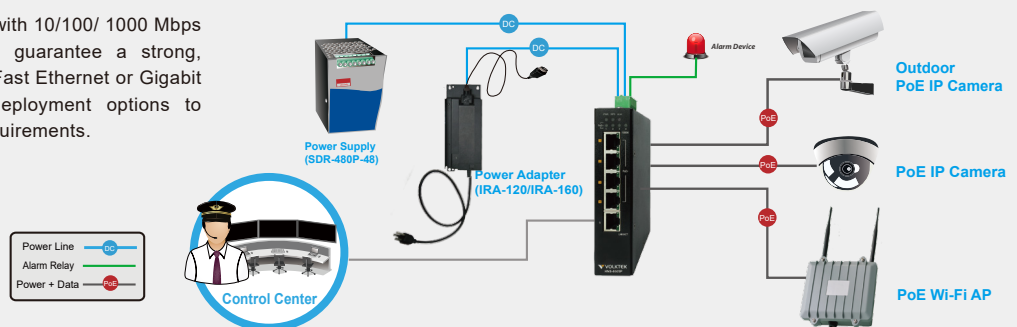 with 10/100/ 1000 Mbps
guarantee a strong,
Fast Ethernet or Gigabit
eployment options to
uirements.
DC
DC
Alarm Device
Outdoor
PoE IP Camera
PoE
Power Supply
(SDR-480P-48)
Power Adapter
(IRA-120/IRA-160)
PoE
PoE IP Camera
PoE
VOLKTEK
Power Line
DC
Alarm Relay
Power + Data
PoE
Control Center
PoE Wi-Fi AP